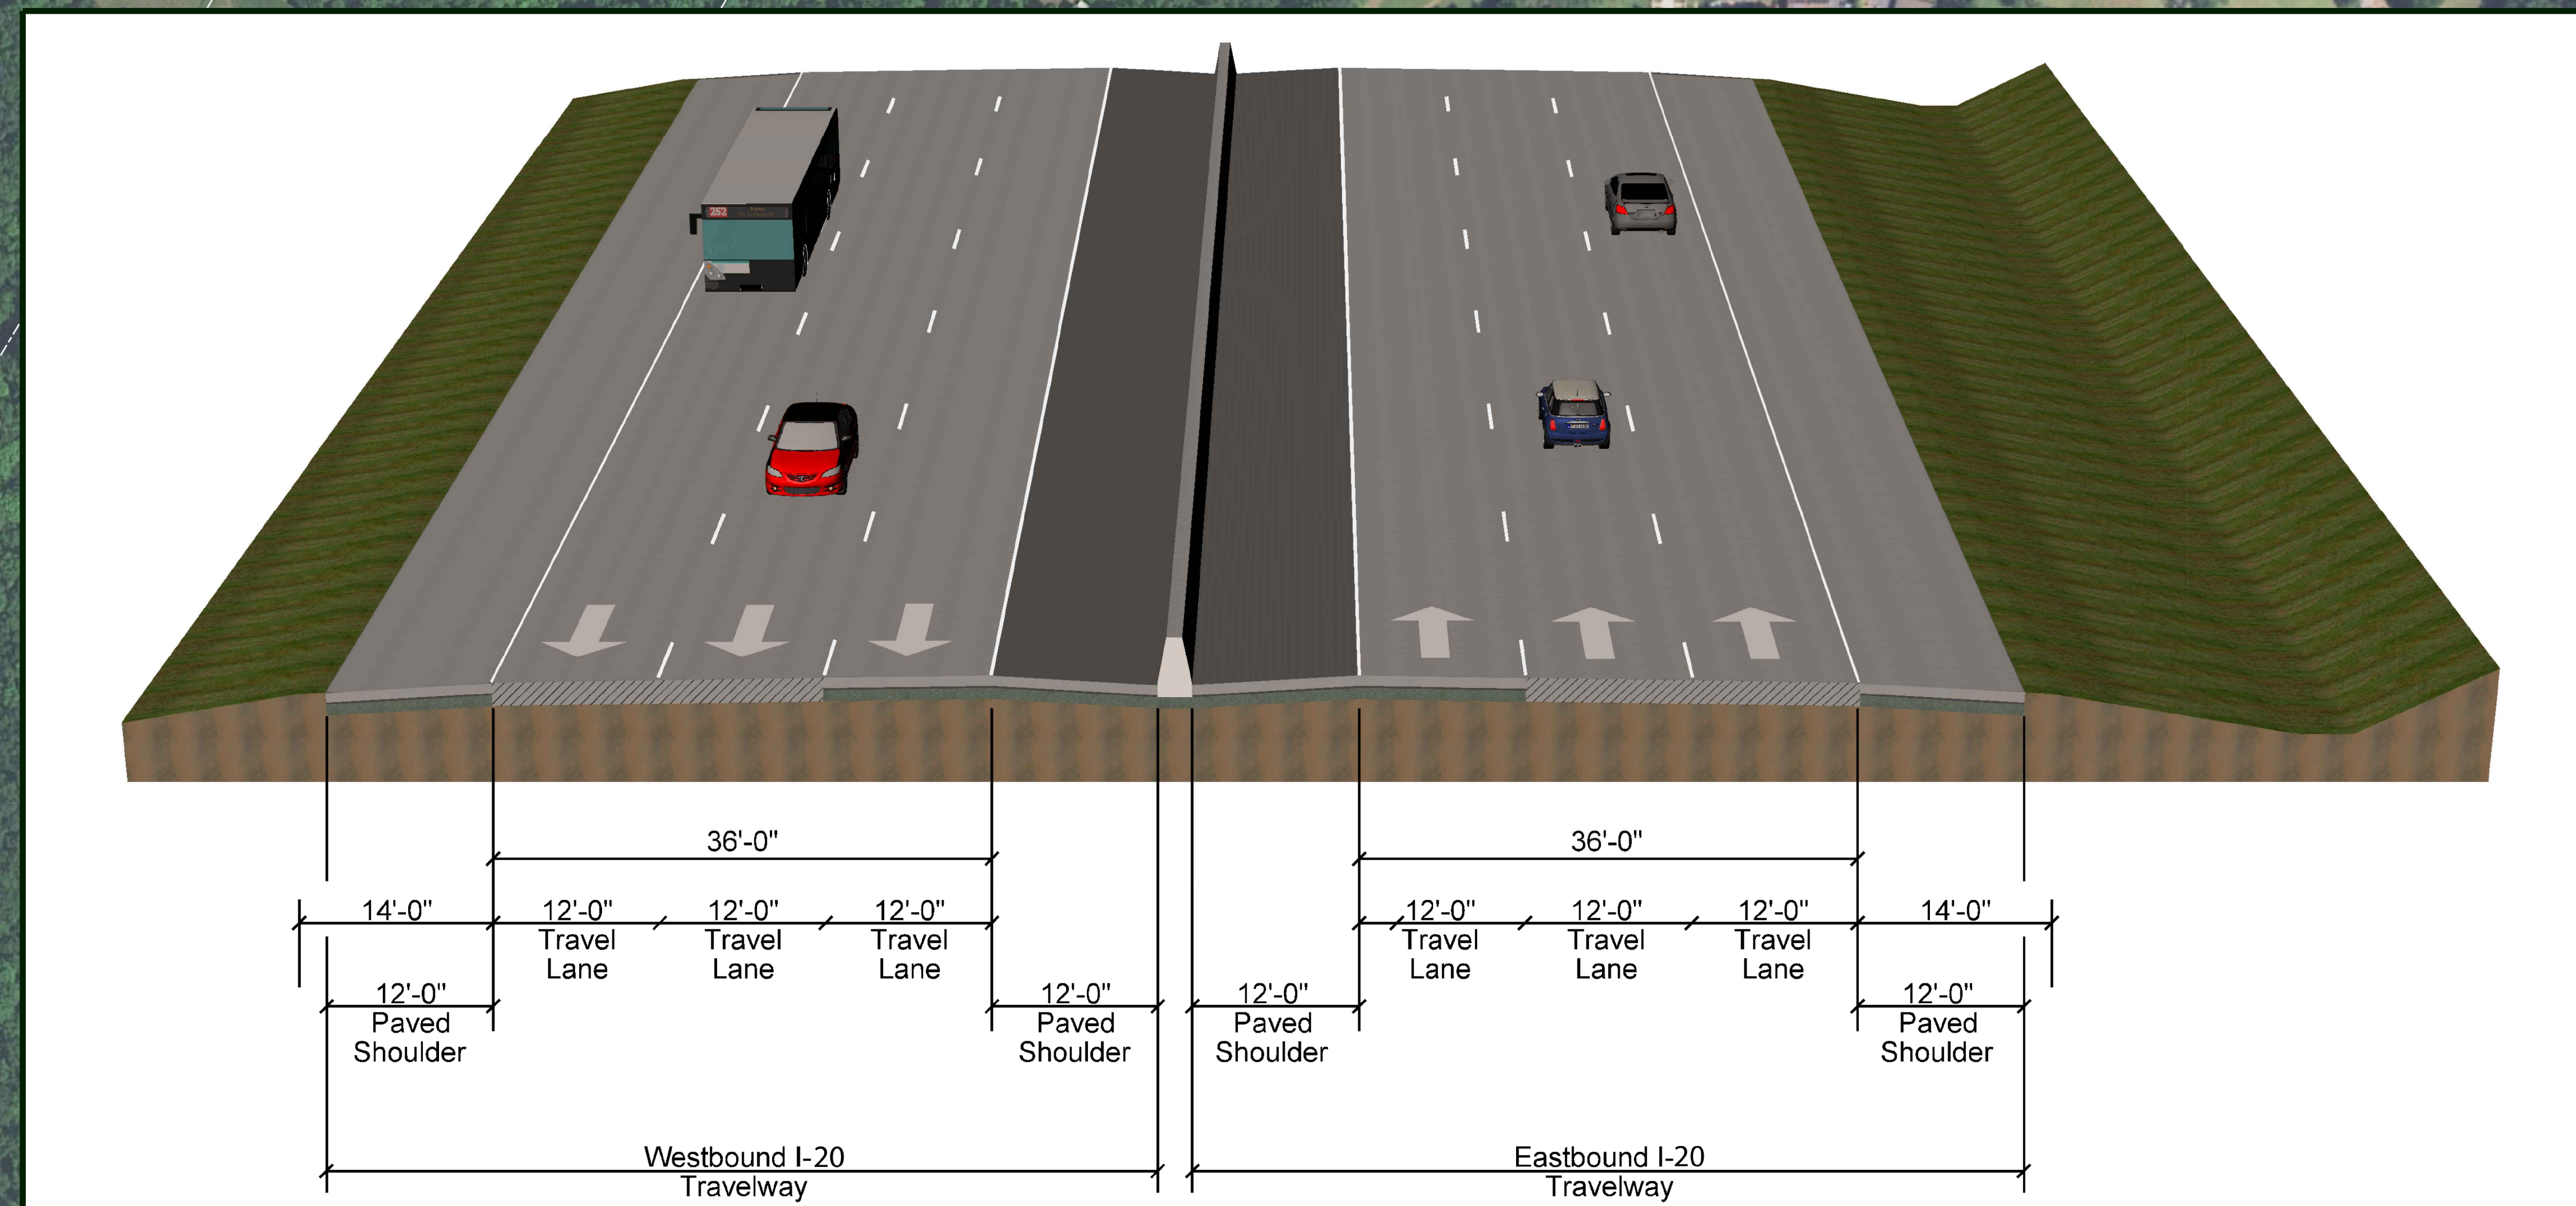 252
36'-0"
36'-0"
14'-0"
12'-0"
12'-0"
12'-0"
12'-0"
12'-0"
12'-0"
14'-0"
Travel
Lane
Travel
Lane
Travel
Lane
Travel
Lane
Travel
Lane
Travel
Lane
12'-0"
Paved
Shoulder
12'-0"
Paved
Shoulder
12'-0"
Paved
Shoulder
12'-0"
Paved
Shoulder
Westbound I-20
Travelway
Eastbound I-20
Travelway